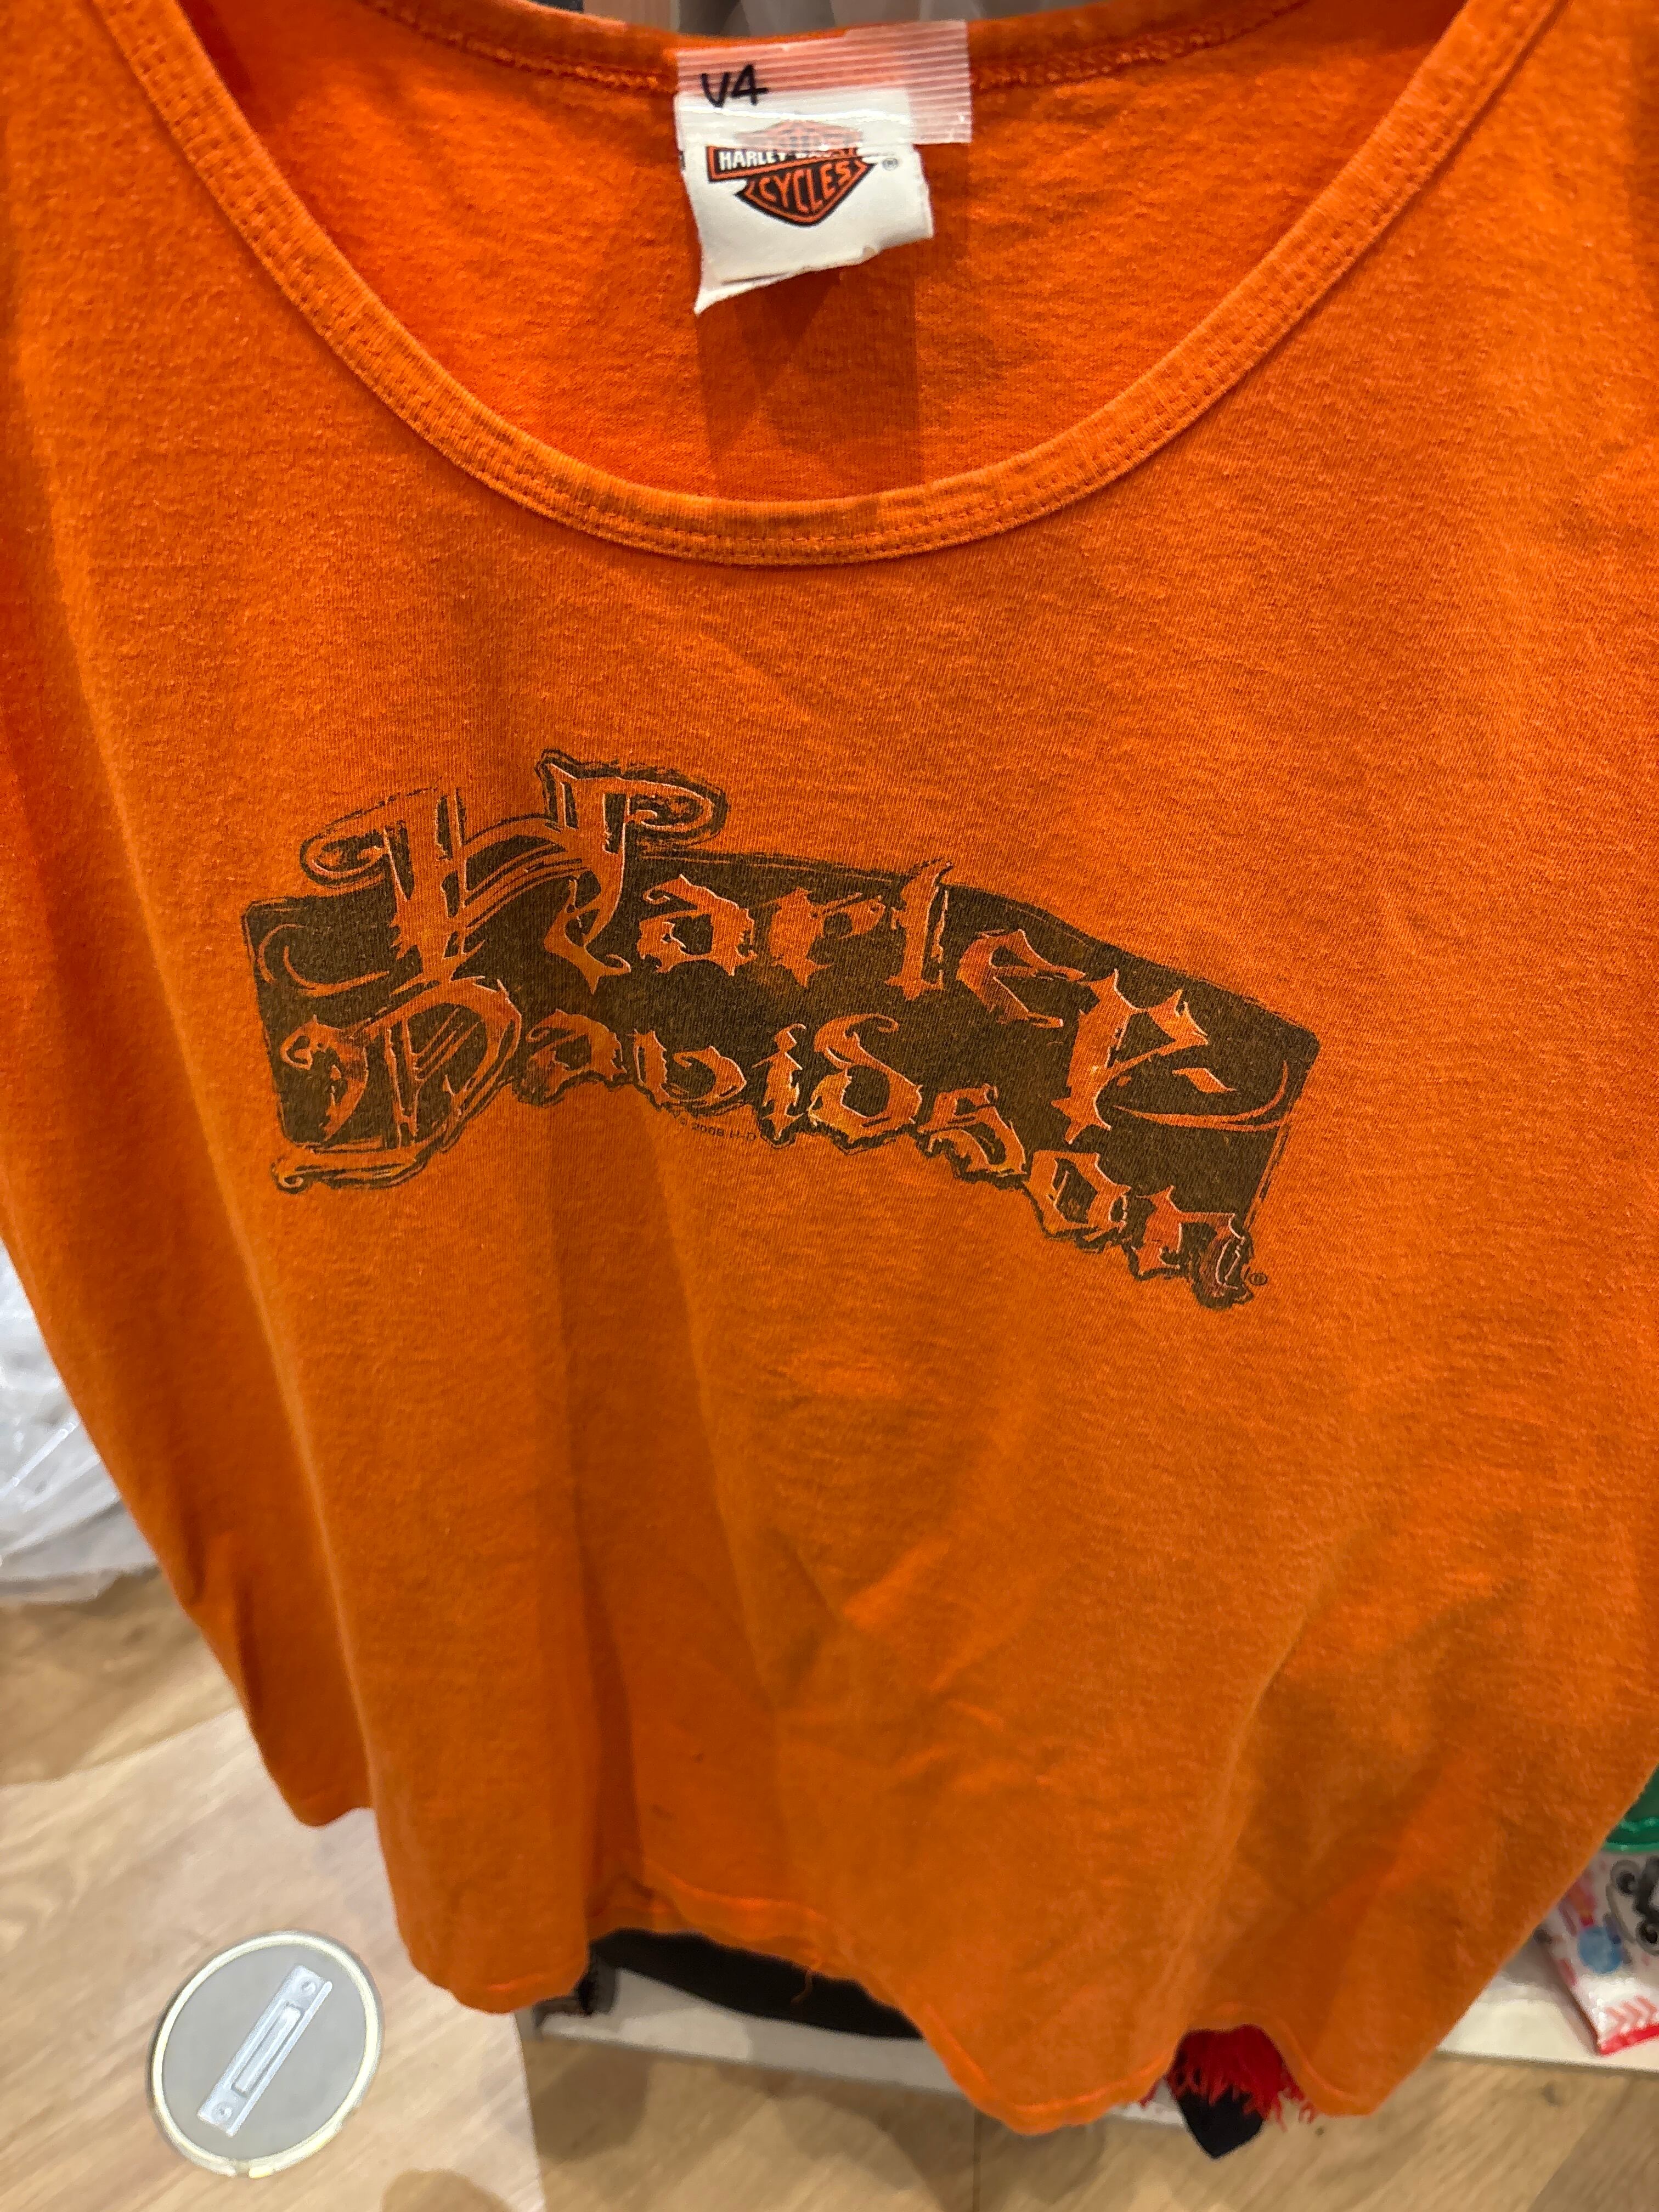 V4
HARLEY-DAVIDSON
CYCLES
®
Harley
Davidson
© 2008 H-D
®